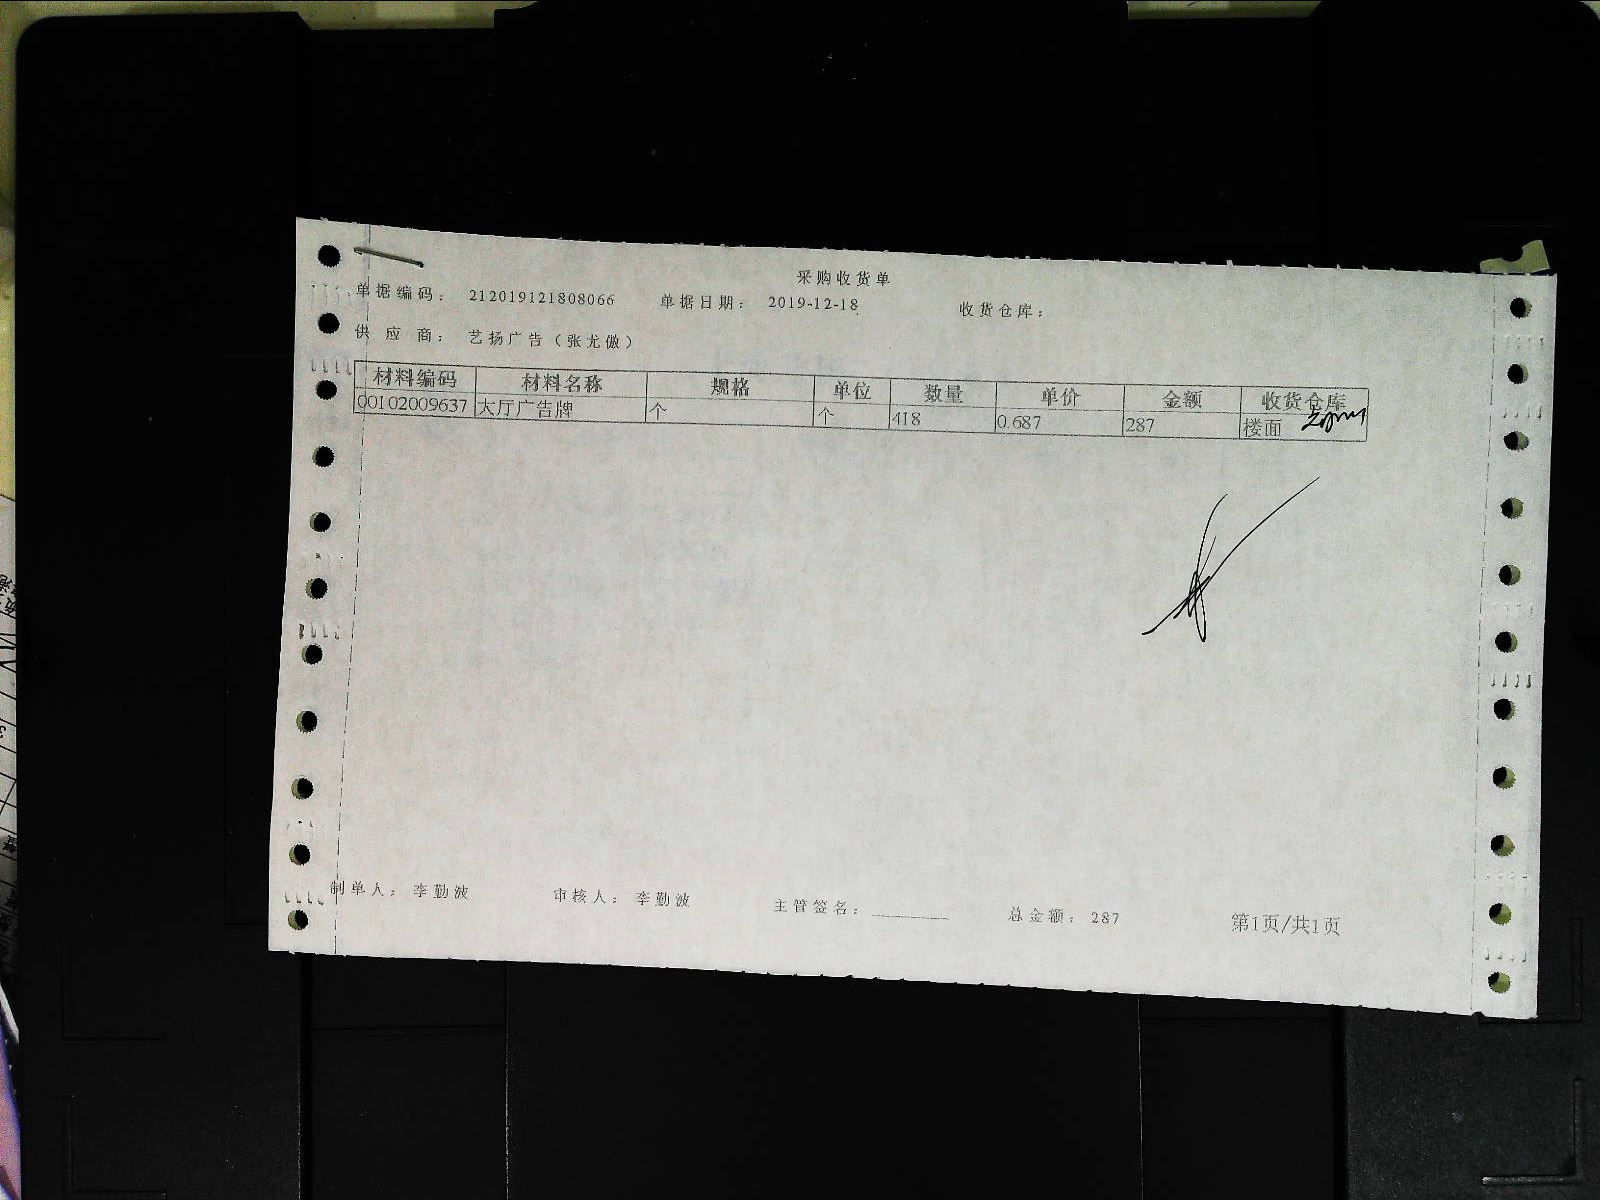 采购收货单
单据编码： 212019121808066 单据日期： 2019-12-18 收货仓库：
供 应 商： 艺扬广告（张尤傲）
材料编码 材料名称 规格 单位 数量 单价 金额 收货仓库
00102009637 大厅广告牌 个 个 418 0.687 287 楼面
制单人： 李勤波 审核人： 李勤波 主管签名： 总金额： 287 第1页/共1页